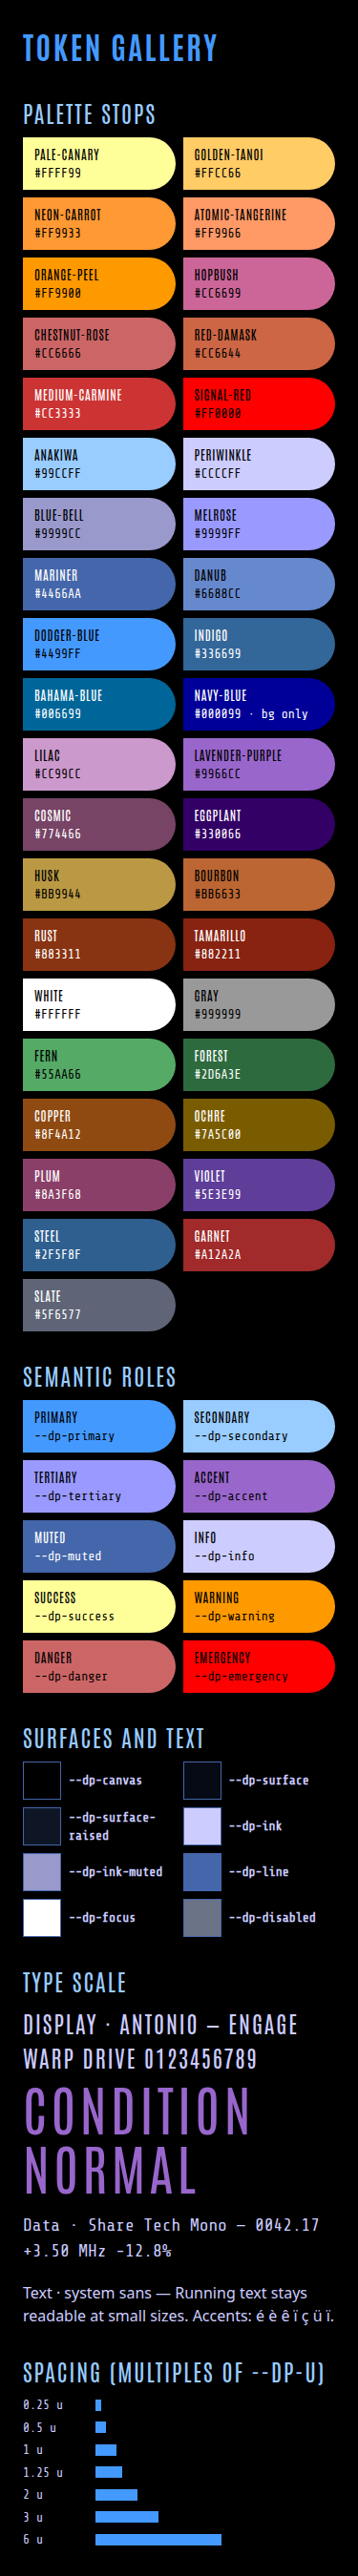 TOKEN GALLERY
PALETTE STOPS
PALE-CANARY
#FFFF99
GOLDEN-TANOI
#FFCC66
NEON-CARROT
#FF9933
ATOMIC-TANGERINE
#FF9966
ORANGE-PEEL
#FF9900
HOPBUSH
#CC6699
CHESTNUT-ROSE
#CC6666
RED-DAMASK
#CC6644
MEDIUM-CARMINE
#CC3333
SIGNAL-RED
#FF0000
ANAKIWA
#99CCFF
PERIWINKLE
#CCCCFF
BLUE-BELL
#9999CC
MELROSE
#9999FF
MARINER
#4466AA
DANUB
#6688CC
DODGER-BLUE
#4499FF
INDIGO
#336699
BAHAMA-BLUE
#006699
NAVY-BLUE
#000099 · bg only
LILAC
#CC99CC
LAVENDER-PURPLE
#9966CC
COSMIC
#774466
EGGPLANT
#330066
HUSK
#BB9944
BOURBON
#BB6633
RUST
#883311
TAMARILLO
#882211
WHITE
#FFFFFF
GRAY
#999999
FERN
#55AA66
FOREST
#2D6A3E
COPPER
#8F4A12
OCHRE
#7A5C00
PLUM
#8A3F68
VIOLET
#5E3E99
STEEL
#2F5F8F
GARNET
#A12A2A
SLATE
#5F6577
SEMANTIC ROLES
PRIMARY
--dp-primary
SECONDARY
--dp-secondary
TERTIARY
--dp-tertiary
ACCENT
--dp-accent
MUTED
--dp-muted
INFO
--dp-info
SUCCESS
--dp-success
WARNING
--dp-warning
DANGER
--dp-danger
EMERGENCY
--dp-emergency
SURFACES AND TEXT
--dp-canvas
--dp-surface
--dp-surface-
raised
--dp-ink
--dp-ink-muted
--dp-line
--dp-focus
--dp-disabled
TYPE SCALE
DISPLAY · ANTONIO — ENGAGE
WARP DRIVE 0123456789
CONDITION
NORMAL
Data · Share Tech Mono — 0042.17
+3.50 MHz −12.8%
Text · system sans — Running text stays
readable at small sizes. Accents: é è ê ï ç ü ï.
SPACING (MULTIPLES OF --DP-U)
0.25 u
0.5 u
1 u
1.25 u
2 u
3 u
6 u